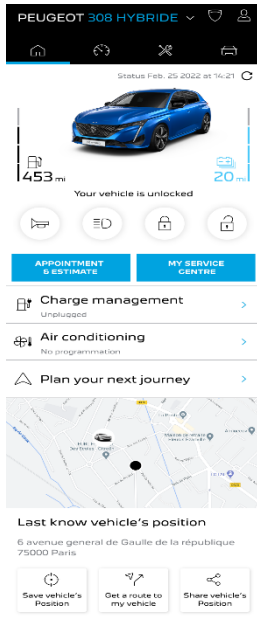 PEUGEOT 308 HYBRIDE
Status Feb. 25 2022 at 14:21
453 mi
20 mi
Your vehicle is unlocked
APPOINTMENT
& ESTIMATE
MY SERVICE
CENTRE
Charge management
Unplugged
Air conditioning
No programmation
Plan your next journey
Last know vehicle's position
6 avenue general de Gaulle de la république
75000 Paris
Save vehicle's
Position
Get a route to
my vehicle
Share vehicle's
Position